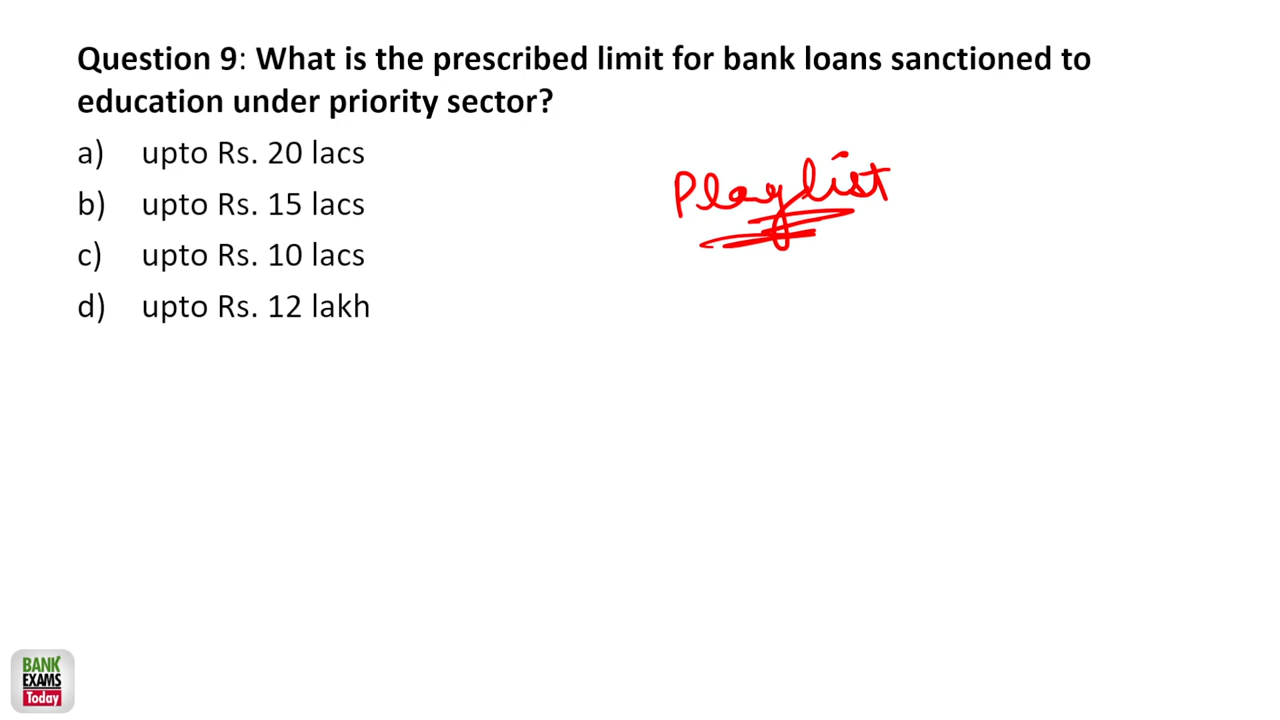 Question 9: What is the prescribed limit for bank loans sanctioned to
education under priority sector?
a) upto Rs. 20 lacs
b) upto Rs. 15 lacs
c) upto Rs. 10 lacs
d) upto Rs. 12 lakh
Playlist
BANK
EXAMS
Today